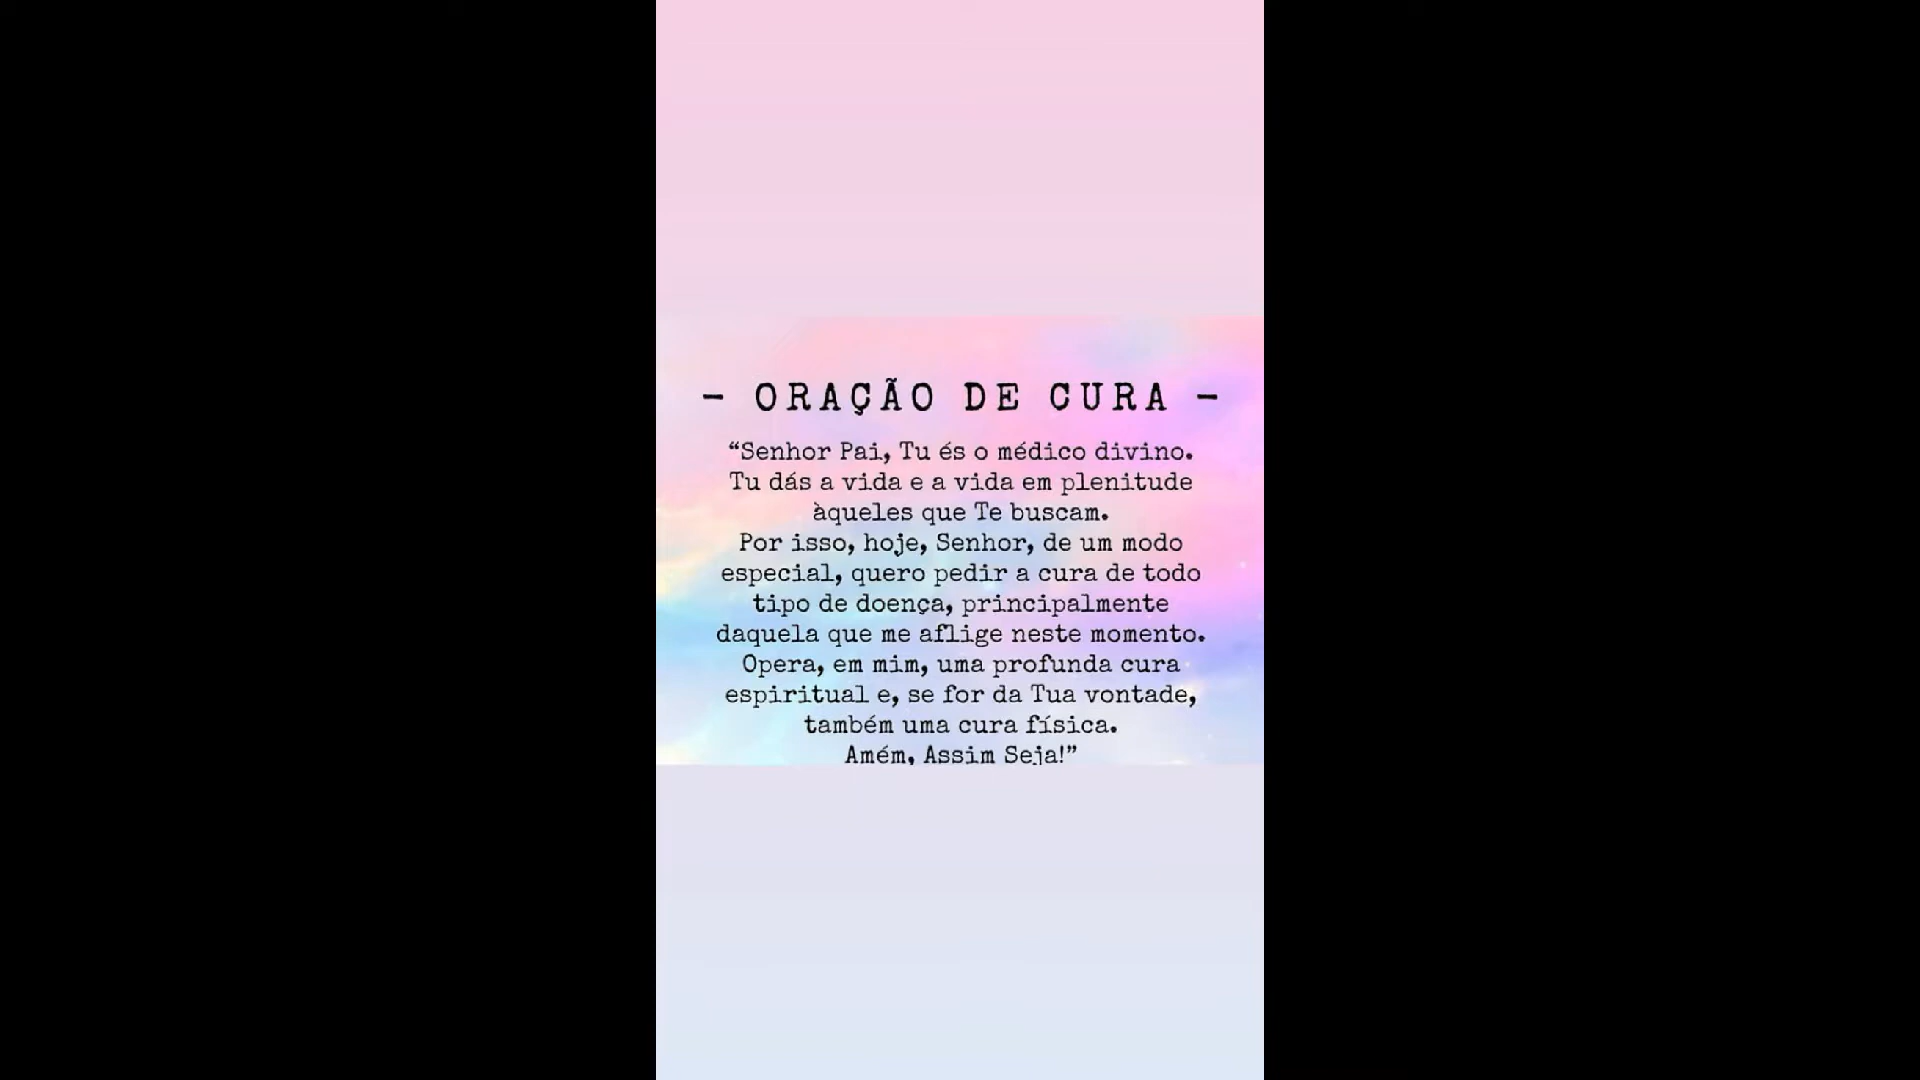 - ORAÇÃO DE CURA -
“Senhor Pai, Tu és o médico divino.
Tu dás a vida e a vida em plenitude
àqueles que Te buscam.
Por isso, hoje, Senhor, de um modo
especial, quero pedir a cura de todo
tipo de doença, principalmente
daquela que me aflige neste momento.
Opera, em mim, uma profunda cura
espiritual e, se for da Tua vontade,
também uma cura física.
Amém, Assim Seja!”